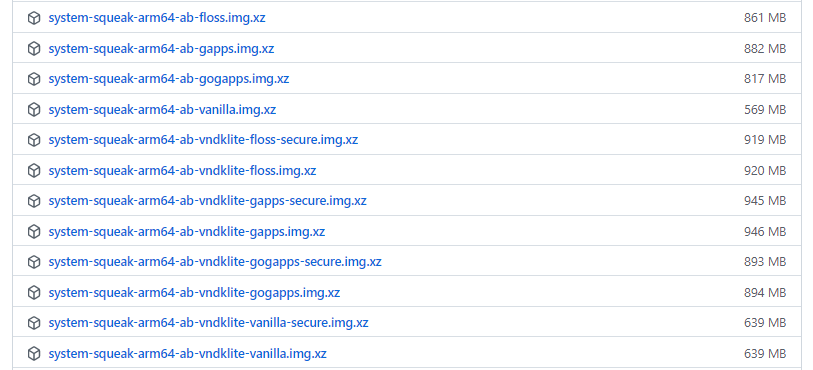 system-squeak-arm64-ab-floss.img.xz 861 MB
system-squeak-arm64-ab-gapps.img.xz 882 MB
system-squeak-arm64-ab-gogapps.img.xz 817 MB
system-squeak-arm64-ab-vanilla.img.xz 569 MB
system-squeak-arm64-ab-vndklite-floss-secure.img.xz 919 MB
system-squeak-arm64-ab-vndklite-floss.img.xz 920 MB
system-squeak-arm64-ab-vndklite-gapps-secure.img.xz 945 MB
system-squeak-arm64-ab-vndklite-gapps.img.xz 946 MB
system-squeak-arm64-ab-vndklite-gogapps-secure.img.xz 893 MB
system-squeak-arm64-ab-vndklite-gogapps.img.xz 894 MB
system-squeak-arm64-ab-vndklite-vanilla-secure.img.xz 639 MB
system-squeak-arm64-ab-vndklite-vanilla.img.xz 639 MB